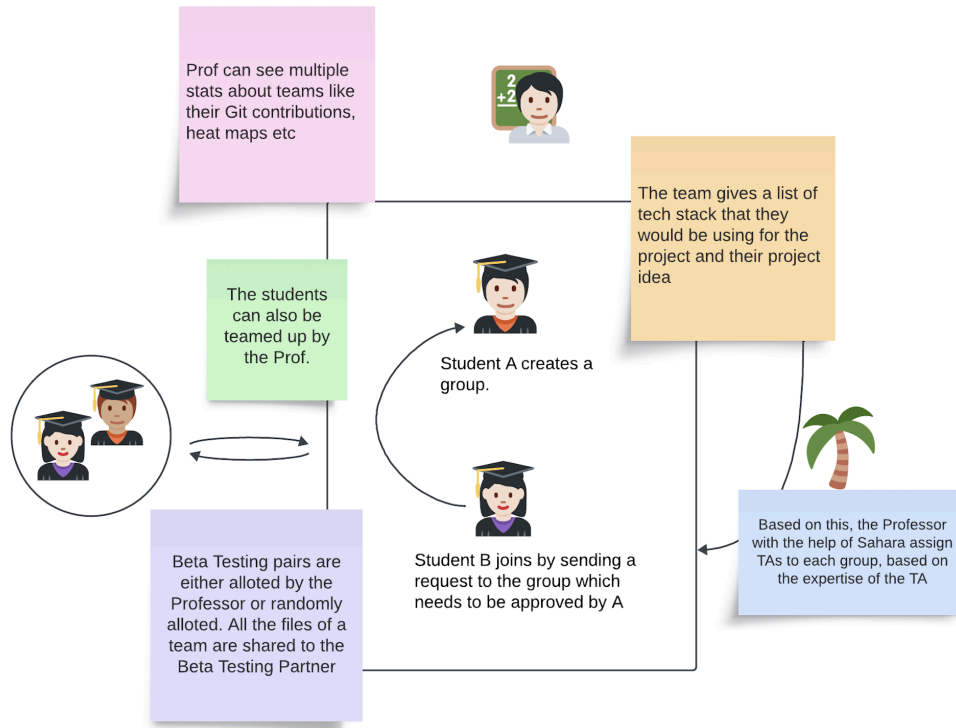 Prof can see multiple
stats about teams like
their Git contributions,
heat maps etc
2
+2
The team gives a list of
tech stack that they
would be using for the
project and their project
idea
The students
can also be
teamed up by
the Prof.
Student A creates a
group.
Student B joins by sending a
request to the group which
needs to be approved by A
Based on this, the Professor
with the help of Sahara assign
TAs to each group, based on
the expertise of the TA
Beta Testing pairs are
either alloted by the
Professor or randomly
alloted. All the files of a
team are shared to the
Beta Testing Partner